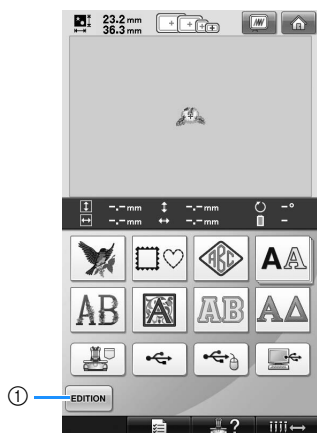 23.2 mm
36.3 mm
-.-mm -.-mm -°
-.-mm -.-mm -
ABC AA
AB A AB AA
① EDITION
?